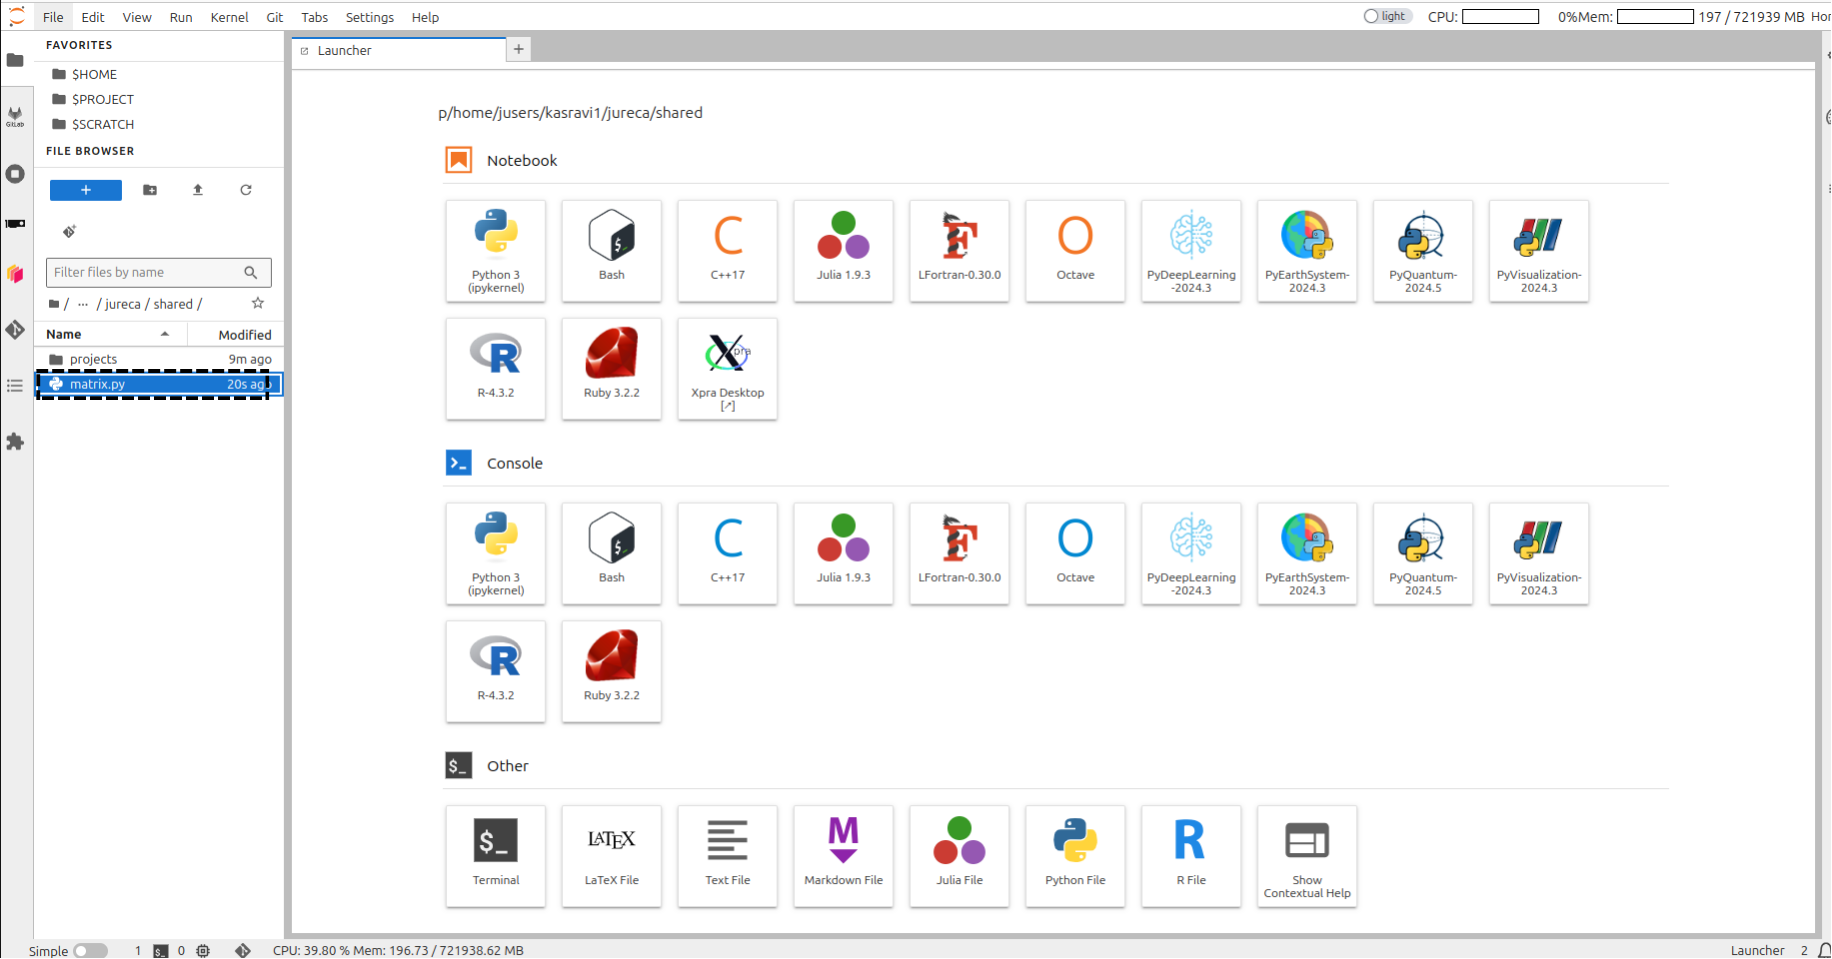 File Edit View Run Kernel Git Tabs Settings Help
light CPU: 0% Mem: 197 / 721939 MB Hor
FAVORITES
$HOME
$PROJECT
$SCRATCH
FILE BROWSER
+
Filter files by name
/ ··· / jureca / shared /
Name Modified
projects 9m ago
matrix.py 20s ago
GitLab
Launcher +
p/home/jusers/kasravi1/jureca/shared
Notebook
Python 3
(ipykernel)
Bash
C++17
Julia 1.9.3
LFortran-0.30.0
Octave
PyDeepLearning
-2024.3
PyEarthSystem-
2024.3
PyQuantum-
2024.5
PyVisualization-
2024.3
R-4.3.2
Ruby 3.2.2
Xpra Desktop
[↗]
Console
Python 3
(ipykernel)
Bash
C++17
Julia 1.9.3
LFortran-0.30.0
Octave
PyDeepLearning
-2024.3
PyEarthSystem-
2024.3
PyQuantum-
2024.5
PyVisualization-
2024.3
R-4.3.2
Ruby 3.2.2
$_ Other
$_
Terminal
LATEX
LaTeX File
Text File
M
Markdown File
Julia File
Python File
R
R File
Show
Contextual Help
Simple 1 $_ 0 CPU: 39.80 % Mem: 196.73 / 721938.62 MB Launcher 2